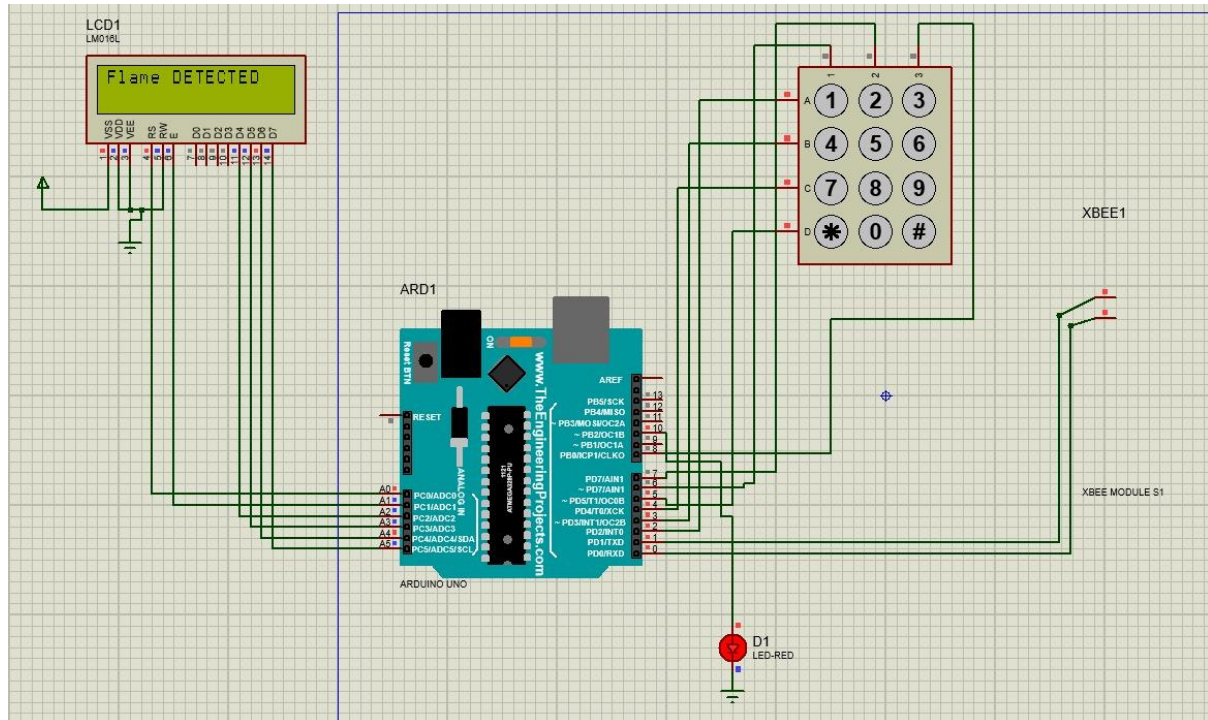 LCD1
LM016L
Flame DETECTED
VSS
VDD
VEE
RS
RW
E
D0
D1
D2
D3
D4
D5
D6
D7
1
2
3
4
5
6
7
8
9
10
11
12
13
14
1
2
3
A
B
C
D
1 2 3
4 5 6
7 8 9
✱ 0 #
XBEE1
XBEE MODULE S1
ARD1
Reset BTN
ON
www.TheEngineeringProjects.com
RESET
ANALOG IN
ATMEGA328P-PU
1121
AREF
PB5/SCK 13
PB4/MISO 12
~ PB3/MOSI/OC2A 11
~ PB2/OC1B 10
~ PB1/OC1A 9
PB0/ICP1/CLKO 8
PD7/AIN1 7
~ PD7/AIN1 6
~ PD5/T1/OC0B 5
PD4/T0/XCK 4
~ PD3/INT1/OC2B 3
PD2/INT0 2
PD1/TXD 1
PD0/RXD 0
A0 PC0/ADC0
A1 PC1/ADC1
A2 PC2/ADC2
A3 PC3/ADC3
A4 PC4/ADC4/SDA
A5 PC5/ADC5/SCL
ARDUINO UNO
D1
LED-RED